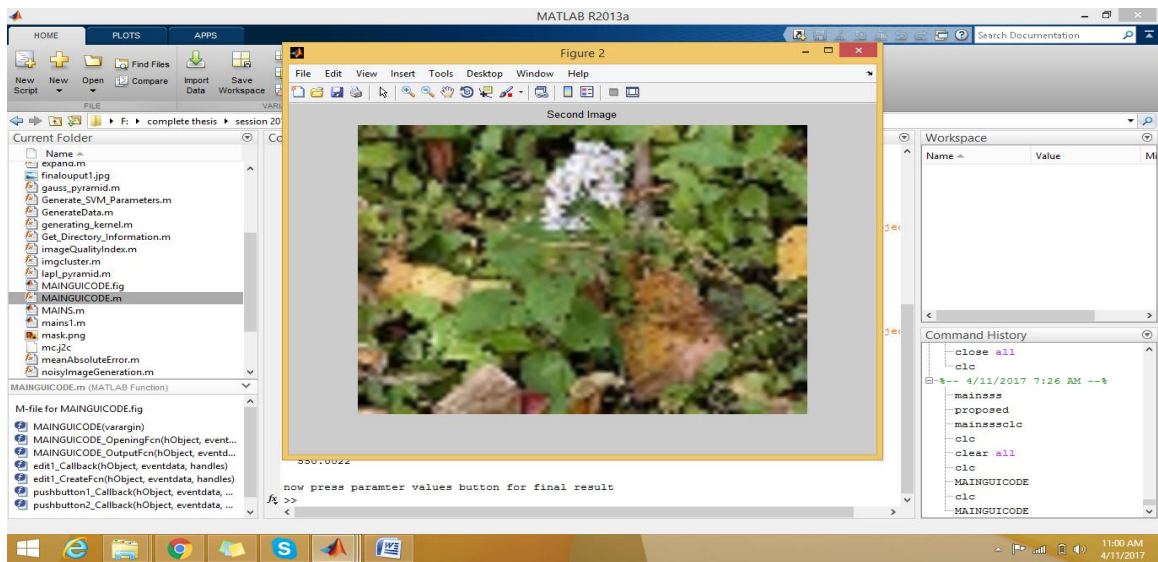 MATLAB R2013a
HOME PLOTS APPS
Search Documentation
New Script
New
Open
Find Files
Compare
Import Data
Save Workspace
FILE
F: complete thesis session 20
Current Folder
Name
expand.m
finalouput1.jpg
gauss_pyramid.m
Generate_SVM_Parameters.m
GenerateData.m
generating_kernel.m
Get_Directory_Information.m
imageQualityIndex.m
imgcluster.m
lapl_pyramid.m
MAINGUICODE.fig
MAINGUICODE.m
MAINS.m
mains1.m
mask.png
mc.j2c
meanAbsoluteError.m
noisyImageGeneration.m
MAINGUICODE.m (MATLAB Function)
M-file for MAINGUICODE.fig
MAINGUICODE(varargin)
MAINGUICODE_OpeningFcn(hObject, event...
MAINGUICODE_OutputFcn(hObject, eventd...
edit1_Callback(hObject, eventdata, handles)
edit1_CreateFcn(hObject, eventdata, handles)
pushbutton1_Callback(hObject, eventdata, ...
pushbutton2_Callback(hObject, eventdata, ...
Figure 2
File Edit View Insert Tools Desktop Window Help
Second Image
now press paramter values button for final result
fx >>
Workspace
Name Value Mi
Command History
close all
clc
%-- 4/11/2017 7:26 AM --%
mainsss
proposed
mainsssclc
clc
clear all
clc
MAINGUICODE
clc
MAINGUICODE
11:00 AM
4/11/2017